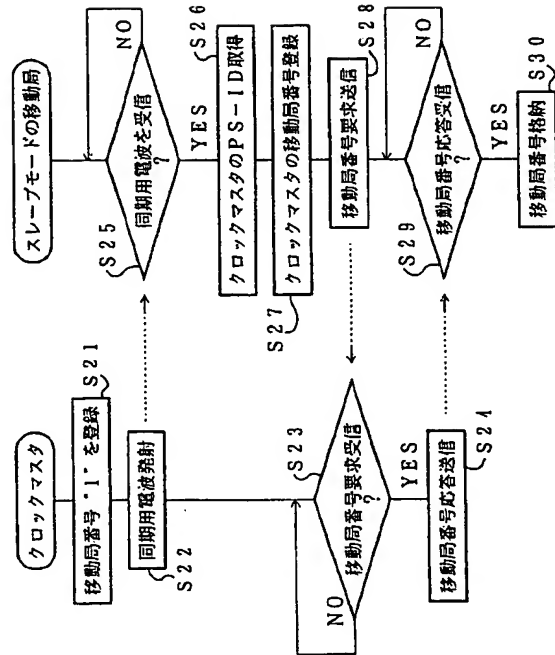 クロックマスタ
移動局番号"1"を登録
S21
同期用電波発射
S22
移動局番号要求受信
?
S23
NO
YES
移動局番号応答送信
S24
スレーブモードの移動局
同期用電波を受信
?
S25
NO
YES
クロックマスタのPS-ID取得
S26
クロックマスタの移動局番号登録
S27
移動局番号要求送信
S28
移動局番号応答受信
?
S29
NO
YES
移動局番号格納
S30